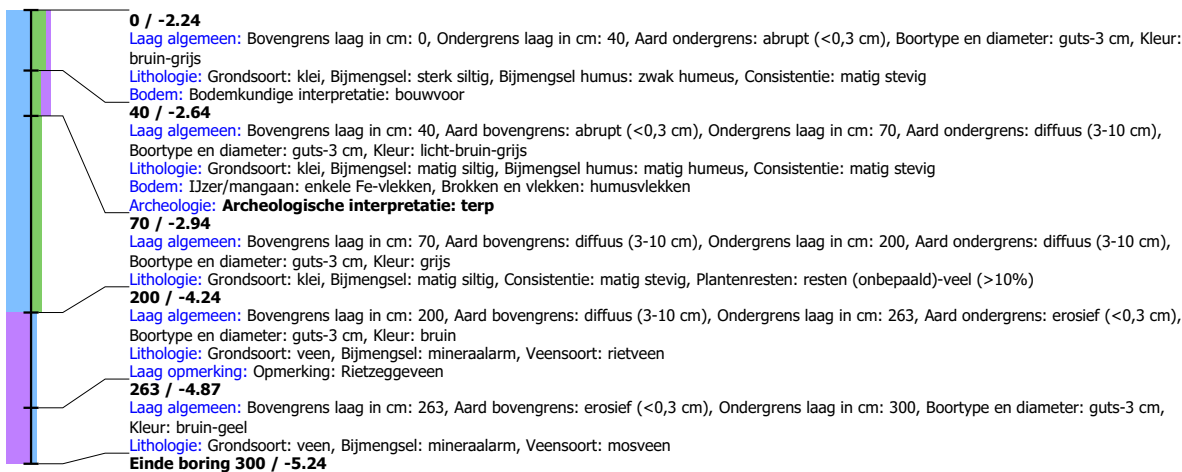 0 / -2.24
Laag algemeen: Bovengrens laag in cm: 0, Ondergrens laag in cm: 40, Aard ondergrens: abrupt (<0,3 cm), Boortype en diameter: guts-3 cm, Kleur:
bruin-grijs
Lithologie: Grondsoort: klei, Bijmengsel: sterk siltig, Bijmengsel humus: zwak humeus, Consistentie: matig stevig
Bodem: Bodemkundige interpretatie: bouwvoor
40 / -2.64
Laag algemeen: Bovengrens laag in cm: 40, Aard bovengrens: abrupt (<0,3 cm), Ondergrens laag in cm: 70, Aard ondergrens: diffuus (3-10 cm),
Boortype en diameter: guts-3 cm, Kleur: licht-bruin-grijs
Lithologie: Grondsoort: klei, Bijmengsel: matig siltig, Bijmengsel humus: matig humeus, Consistentie: matig stevig
Bodem: IJzer/mangaan: enkele Fe-vlekken, Brokken en vlekken: humusvlekken
Archeologie: Archeologische interpretatie: terp
70 / -2.94
Laag algemeen: Bovengrens laag in cm: 70, Aard bovengrens: diffuus (3-10 cm), Ondergrens laag in cm: 200, Aard ondergrens: diffuus (3-10 cm),
Boortype en diameter: guts-3 cm, Kleur: grijs
Lithologie: Grondsoort: klei, Bijmengsel: matig siltig, Consistentie: matig stevig, Plantenresten: resten (onbepaald)-veel (>10%)
200 / -4.24
Laag algemeen: Bovengrens laag in cm: 200, Aard bovengrens: diffuus (3-10 cm), Ondergrens laag in cm: 263, Aard ondergrens: erosief (<0,3 cm),
Boortype en diameter: guts-3 cm, Kleur: bruin
Lithologie: Grondsoort: veen, Bijmengsel: mineraalarm, Veensoort: rietveen
Laag opmerking: Opmerking: Rietzeggeveen
263 / -4.87
Laag algemeen: Bovengrens laag in cm: 263, Aard bovengrens: erosief (<0,3 cm), Ondergrens laag in cm: 300, Boortype en diameter: guts-3 cm,
Kleur: bruin-geel
Lithologie: Grondsoort: veen, Bijmengsel: mineraalarm, Veensoort: mosveen
Einde boring 300 / -5.24